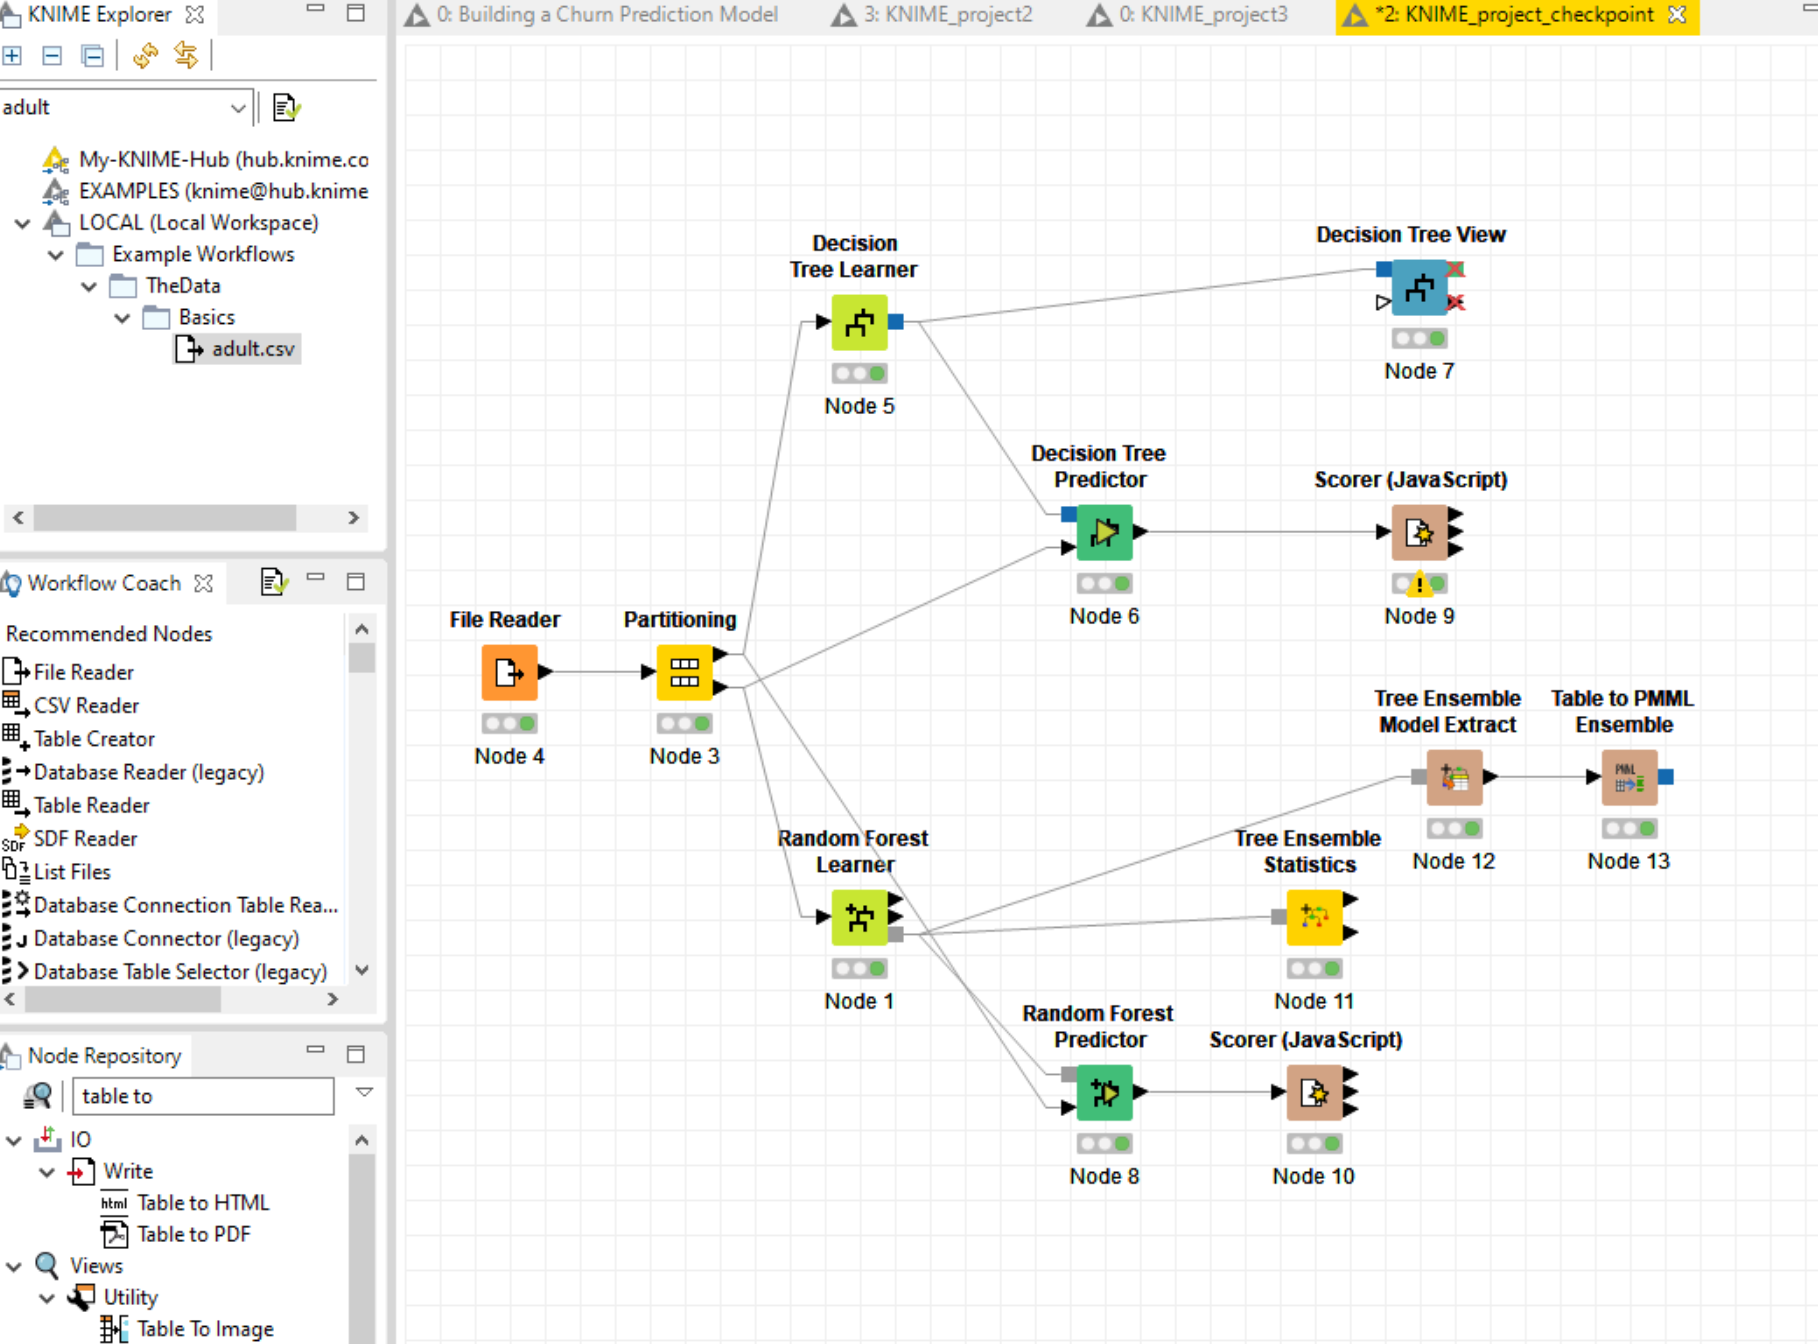 KNIME Explorer
0: Building a Churn Prediction Model
3: KNIME_project2
0: KNIME_project3
*2: KNIME_project_checkpoint
adult
My-KNIME-Hub (hub.knime.co
EXAMPLES (knime@hub.knime
LOCAL (Local Workspace)
Example Workflows
TheData
Basics
adult.csv
Workflow Coach
Recommended Nodes
File Reader
CSV Reader
Table Creator
Database Reader (legacy)
Table Reader
SDF
SDF Reader
List Files
Database Connection Table Rea...
Database Connector (legacy)
Database Table Selector (legacy)
Node Repository
table to
IO
Write
html
Table to HTML
Table to PDF
Views
Utility
Table To Image
Decision
Tree Learner
Node 5
Decision Tree View
Node 7
Decision Tree
Predictor
Node 6
Scorer (JavaScript)
Node 9
File Reader
Node 4
Partitioning
Node 3
Tree Ensemble
Model Extract
Node 12
Table to PMML
Ensemble
PMML
Node 13
Random Forest
Learner
Node 1
Tree Ensemble
Statistics
Node 11
Random Forest
Predictor
Node 8
Scorer (JavaScript)
Node 10